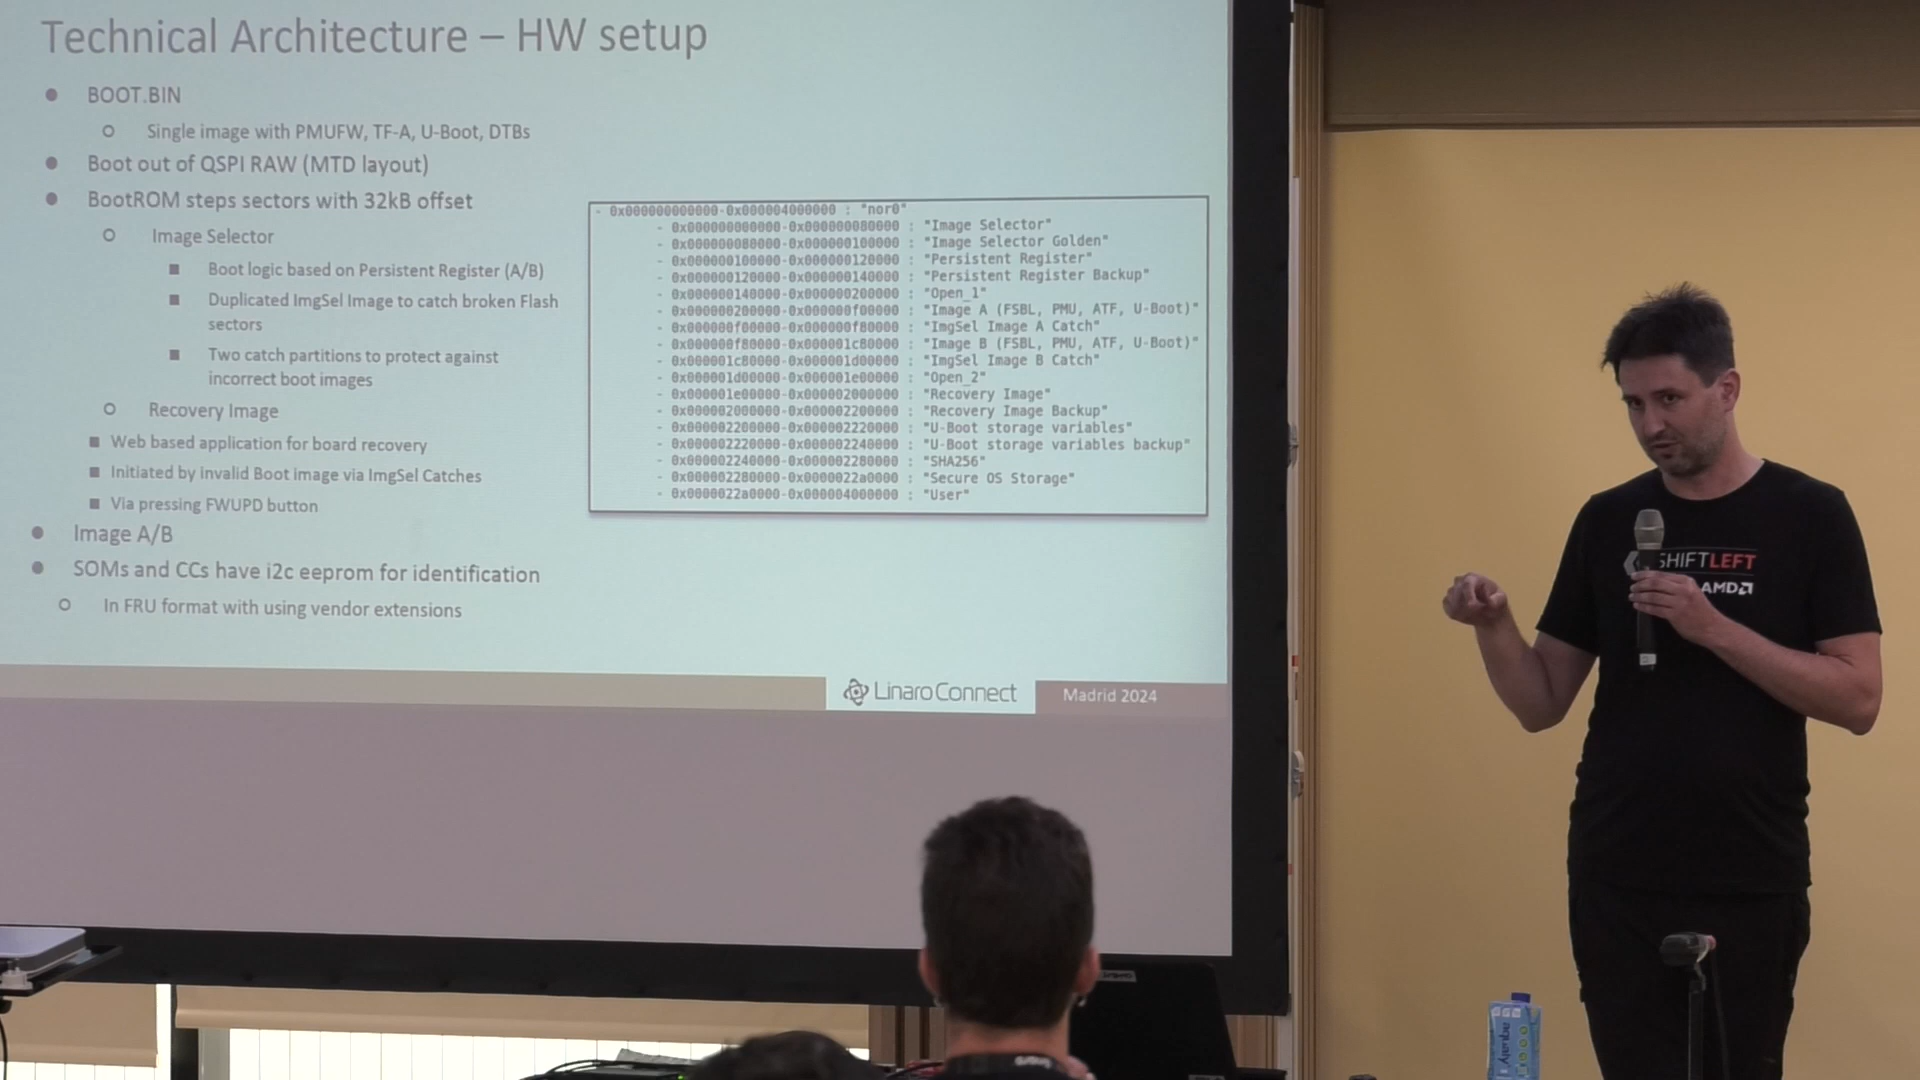 Technical Architecture – HW setup
● BOOT.BIN
○ Single image with PMUFW, TF-A, U-Boot, DTBs
● Boot out of QSPI RAW (MTD layout)
● BootROM steps sectors with 32kB offset
○ Image Selector
■ Boot logic based on Persistent Register (A/B)
■ Duplicated ImgSel Image to catch broken Flash
sectors
■ Two catch partitions to protect against
incorrect boot images
○ Recovery Image
■ Web based application for board recovery
■ Initiated by invalid Boot image via ImgSel Catches
■ Via pressing FWUPD button
● Image A/B
● SOMs and CCs have i2c eeprom for identification
○ In FRU format with using vendor extensions
- 0x000000000000-0x000004000000 : "nor0"
- 0x000000000000-0x000000080000 : "Image Selector"
- 0x000000080000-0x000000100000 : "Image Selector Golden"
- 0x000000100000-0x000000120000 : "Persistent Register"
- 0x000000120000-0x000000140000 : "Persistent Register Backup"
- 0x000000140000-0x000000200000 : "Open_1"
- 0x000000200000-0x000000f00000 : "Image A (FSBL, PMU, ATF, U-Boot)"
- 0x000000f00000-0x000000f80000 : "ImgSel Image A Catch"
- 0x000000f80000-0x000001c80000 : "Image B (FSBL, PMU, ATF, U-Boot)"
- 0x000001c80000-0x000001d00000 : "ImgSel Image B Catch"
- 0x000001d00000-0x000001e00000 : "Open_2"
- 0x000001e00000-0x000002000000 : "Recovery Image"
- 0x000002000000-0x000002200000 : "Recovery Image Backup"
- 0x000002200000-0x000002220000 : "U-Boot storage variables"
- 0x000002220000-0x000002240000 : "U-Boot storage variables backup"
- 0x000002240000-0x000002280000 : "SHA256"
- 0x000002280000-0x0000022a0000 : "Secure OS Storage"
- 0x0000022a0000-0x000004000000 : "User"
Linaro Connect
Madrid 2024
SHIFTLEFT
AMD